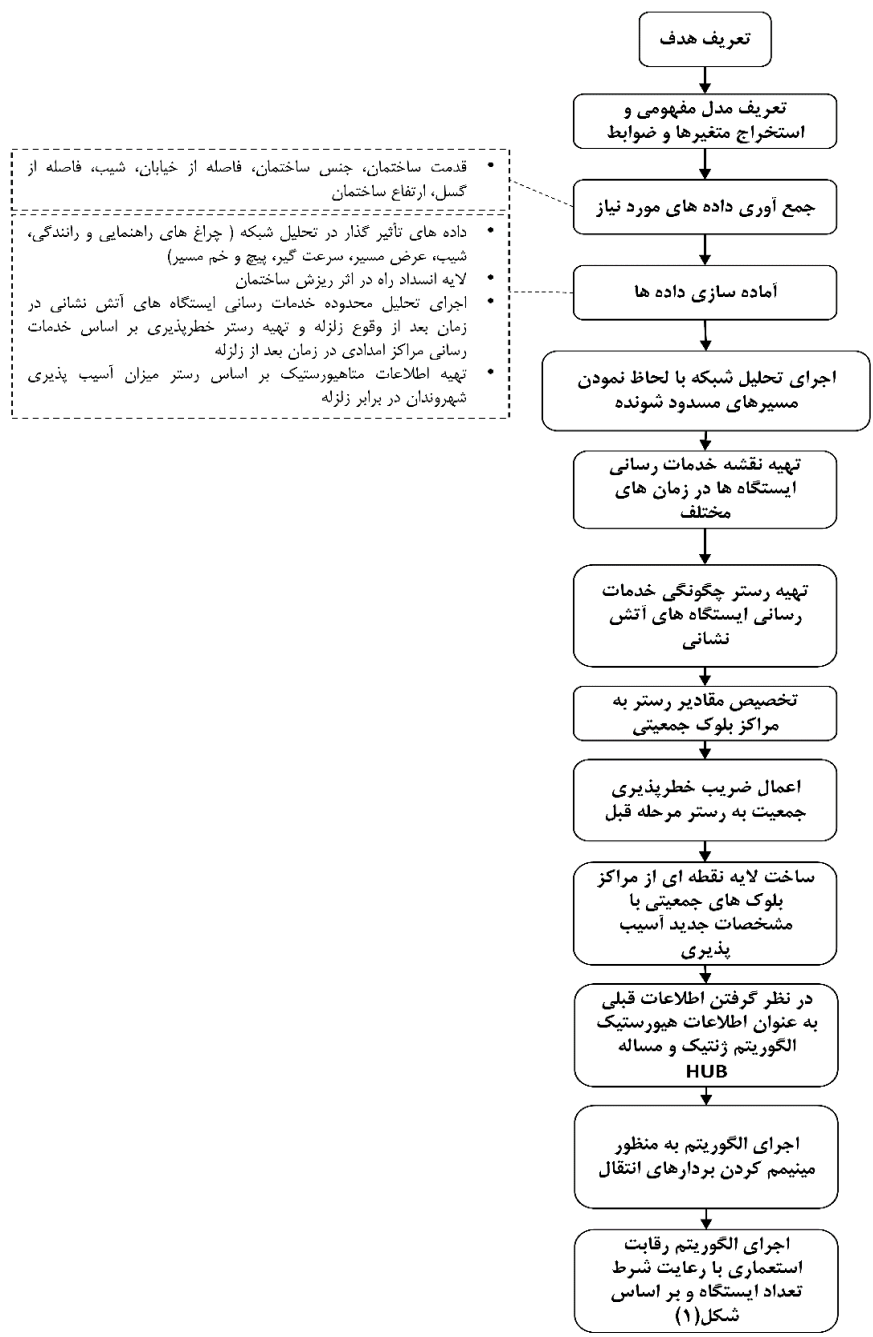 تعریف هدف
تعریف مدل مفهومی و
استخراج متغیرها و ضوابط
• قدمت ساختمان، جنس ساختمان، فاصله از خیابان، شیب، فاصله از
گسل، ارتفاع ساختمان
جمع آوری داده های مورد نیاز
• داده های تأثیر گذار در تحلیل شبکه ( چراغ های راهنمایی و رانندگی،
شیب، عرض مسیر، سرعت گیر، پیچ و خم مسیر)
• لایه انسداد راه در اثر ریزش ساختمان
• اجرای تحلیل محدوده خدمات رسانی ایستگاه های آتش نشانی در
زمان بعد از وقوع زلزله و تهیه رستر خطرپذیری بر اساس خدمات
رسانی مراکز امدادی در زمان بعد از زلزله
• تهیه اطلاعات متاهیورستیک بر اساس رستر میزان آسیب پذیری
شهروندان در برابر زلزله
آماده سازی داده ها
اجرای تحلیل شبکه با لحاظ نمودن
مسیرهای مسدود شونده
تهیه نقشه خدمات رسانی
ایستگاه ها در زمان های
مختلف
تهیه رستر چگونگی خدمات
رسانی ایستگاه های آتش
نشانی
تخصیص مقادیر رستر به
مراکز بلوک جمعیتی
اعمال ضریب خطرپذیری
جمعیت به رستر مرحله قبل
ساخت لایه نقطه ای از مراکز
بلوک های جمعیتی با
مشخصات جدید آسیب
پذیری
در نظر گرفتن اطلاعات قبلی
به عنوان اطلاعات هیورستیک
الگوریتم ژنتیک و مساله
HUB
اجرای الگوریتم به منظور
مینیمم کردن بردارهای انتقال
اجرای الگوریتم رقابت
استعماری با رعایت شرط
تعداد ایستگاه و بر اساس
شکل(۱)